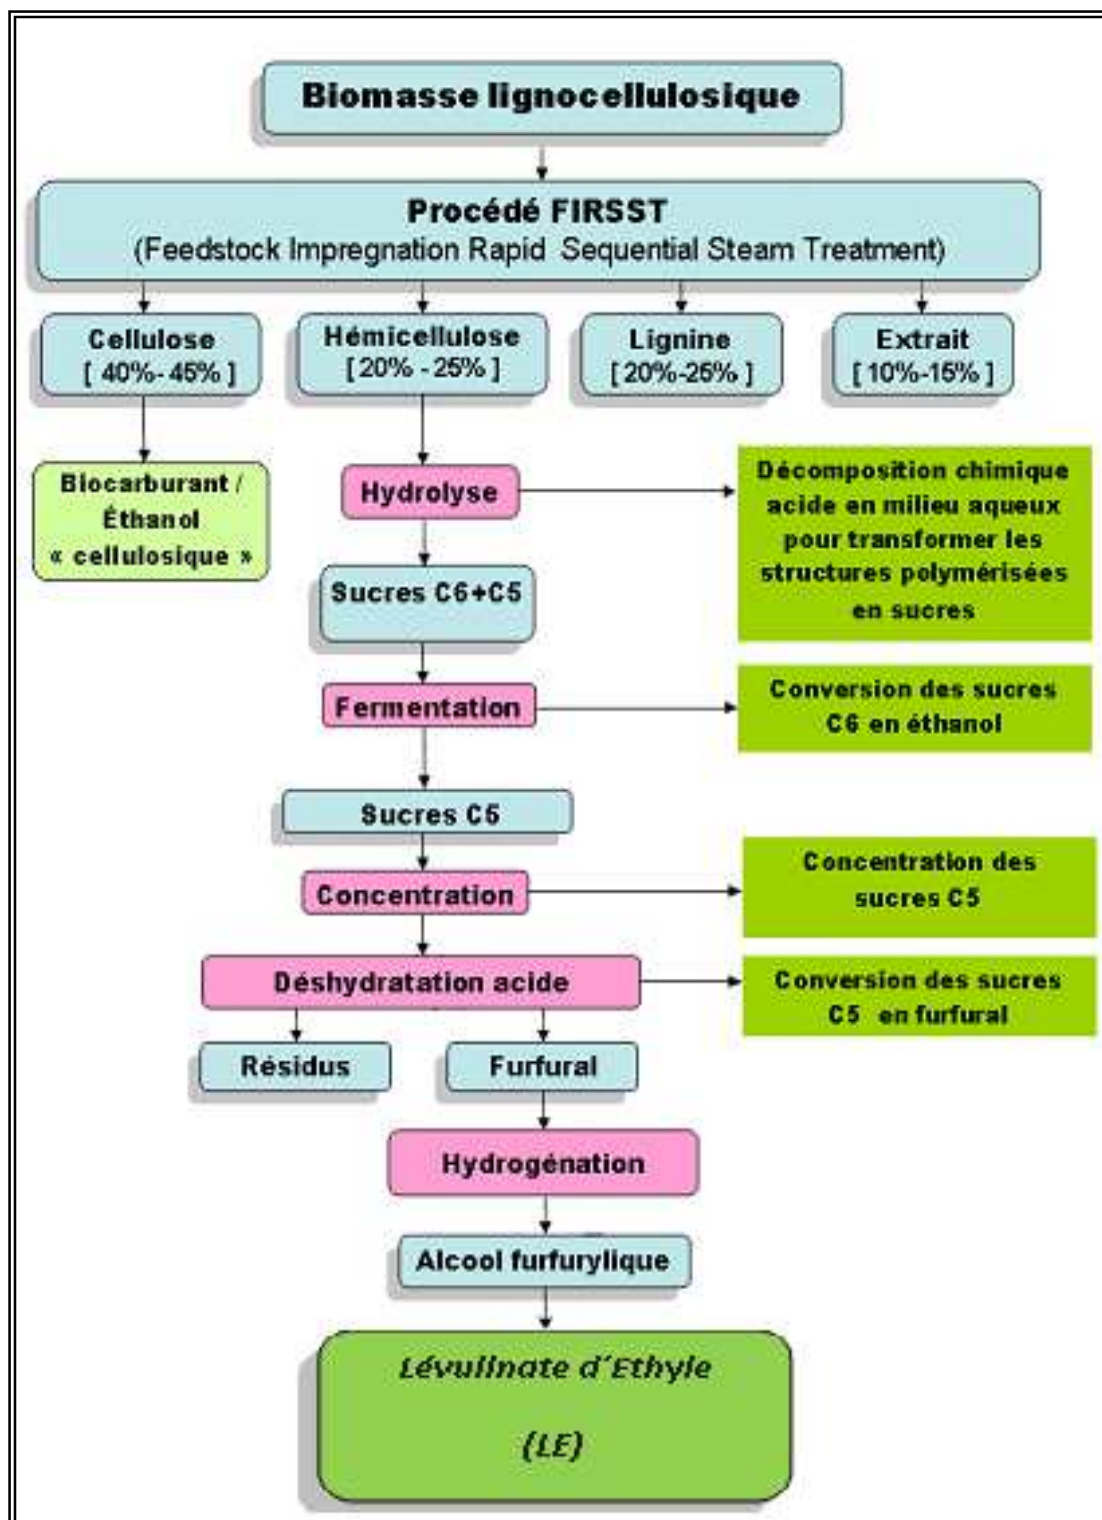 Biomasse lignocellulosique
Procédé FIRSST
(Feedstock Impregnation Rapid Sequential Steam Treatment)
Cellulose
[ 40%- 45% ]
Hémicellulose
[ 20% - 25% ]
Lignine
[ 20%-25% ]
Extrait
[ 10%-15% ]
Biocarburant /
Éthanol
« cellulosique »
Hydrolyse
Décomposition chimique
acide en milieu aqueux
pour transformer les
structures polymérisées
en sucres
Sucres C6+C5
Fermentation
Conversion des sucres
C6 en éthanol
Sucres C5
Concentration
Concentration des
sucres C5
Déshydratation acide
Conversion des sucres
C5 en furfural
Résidus
Furfural
Hydrogénation
Alcool furfurylique
Lévulinate d'Ethyle
(LE)